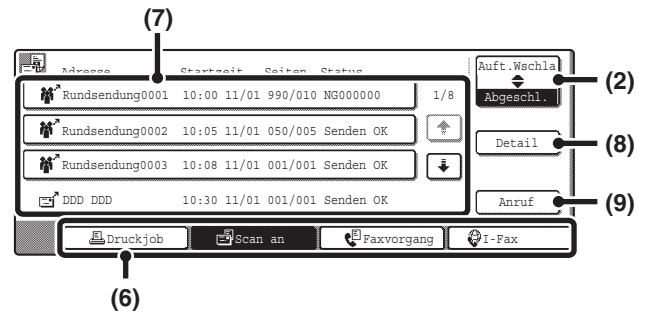 (7)
Adresse Startzeit Seiten Status
Auft.Wschla
Abgeschl.
(2)
Rundsendung0001 10:00 11/01 990/010 NG000000
1/8
Rundsendung0002 10:05 11/01 050/005 Senden OK
Detail
(8)
Rundsendung0003 10:08 11/01 001/001 Senden OK
DDD DDD 10:30 11/01 001/001 Senden OK
Anruf
(9)
Druckjob Scan an Faxvorgang I-Fax
(6)